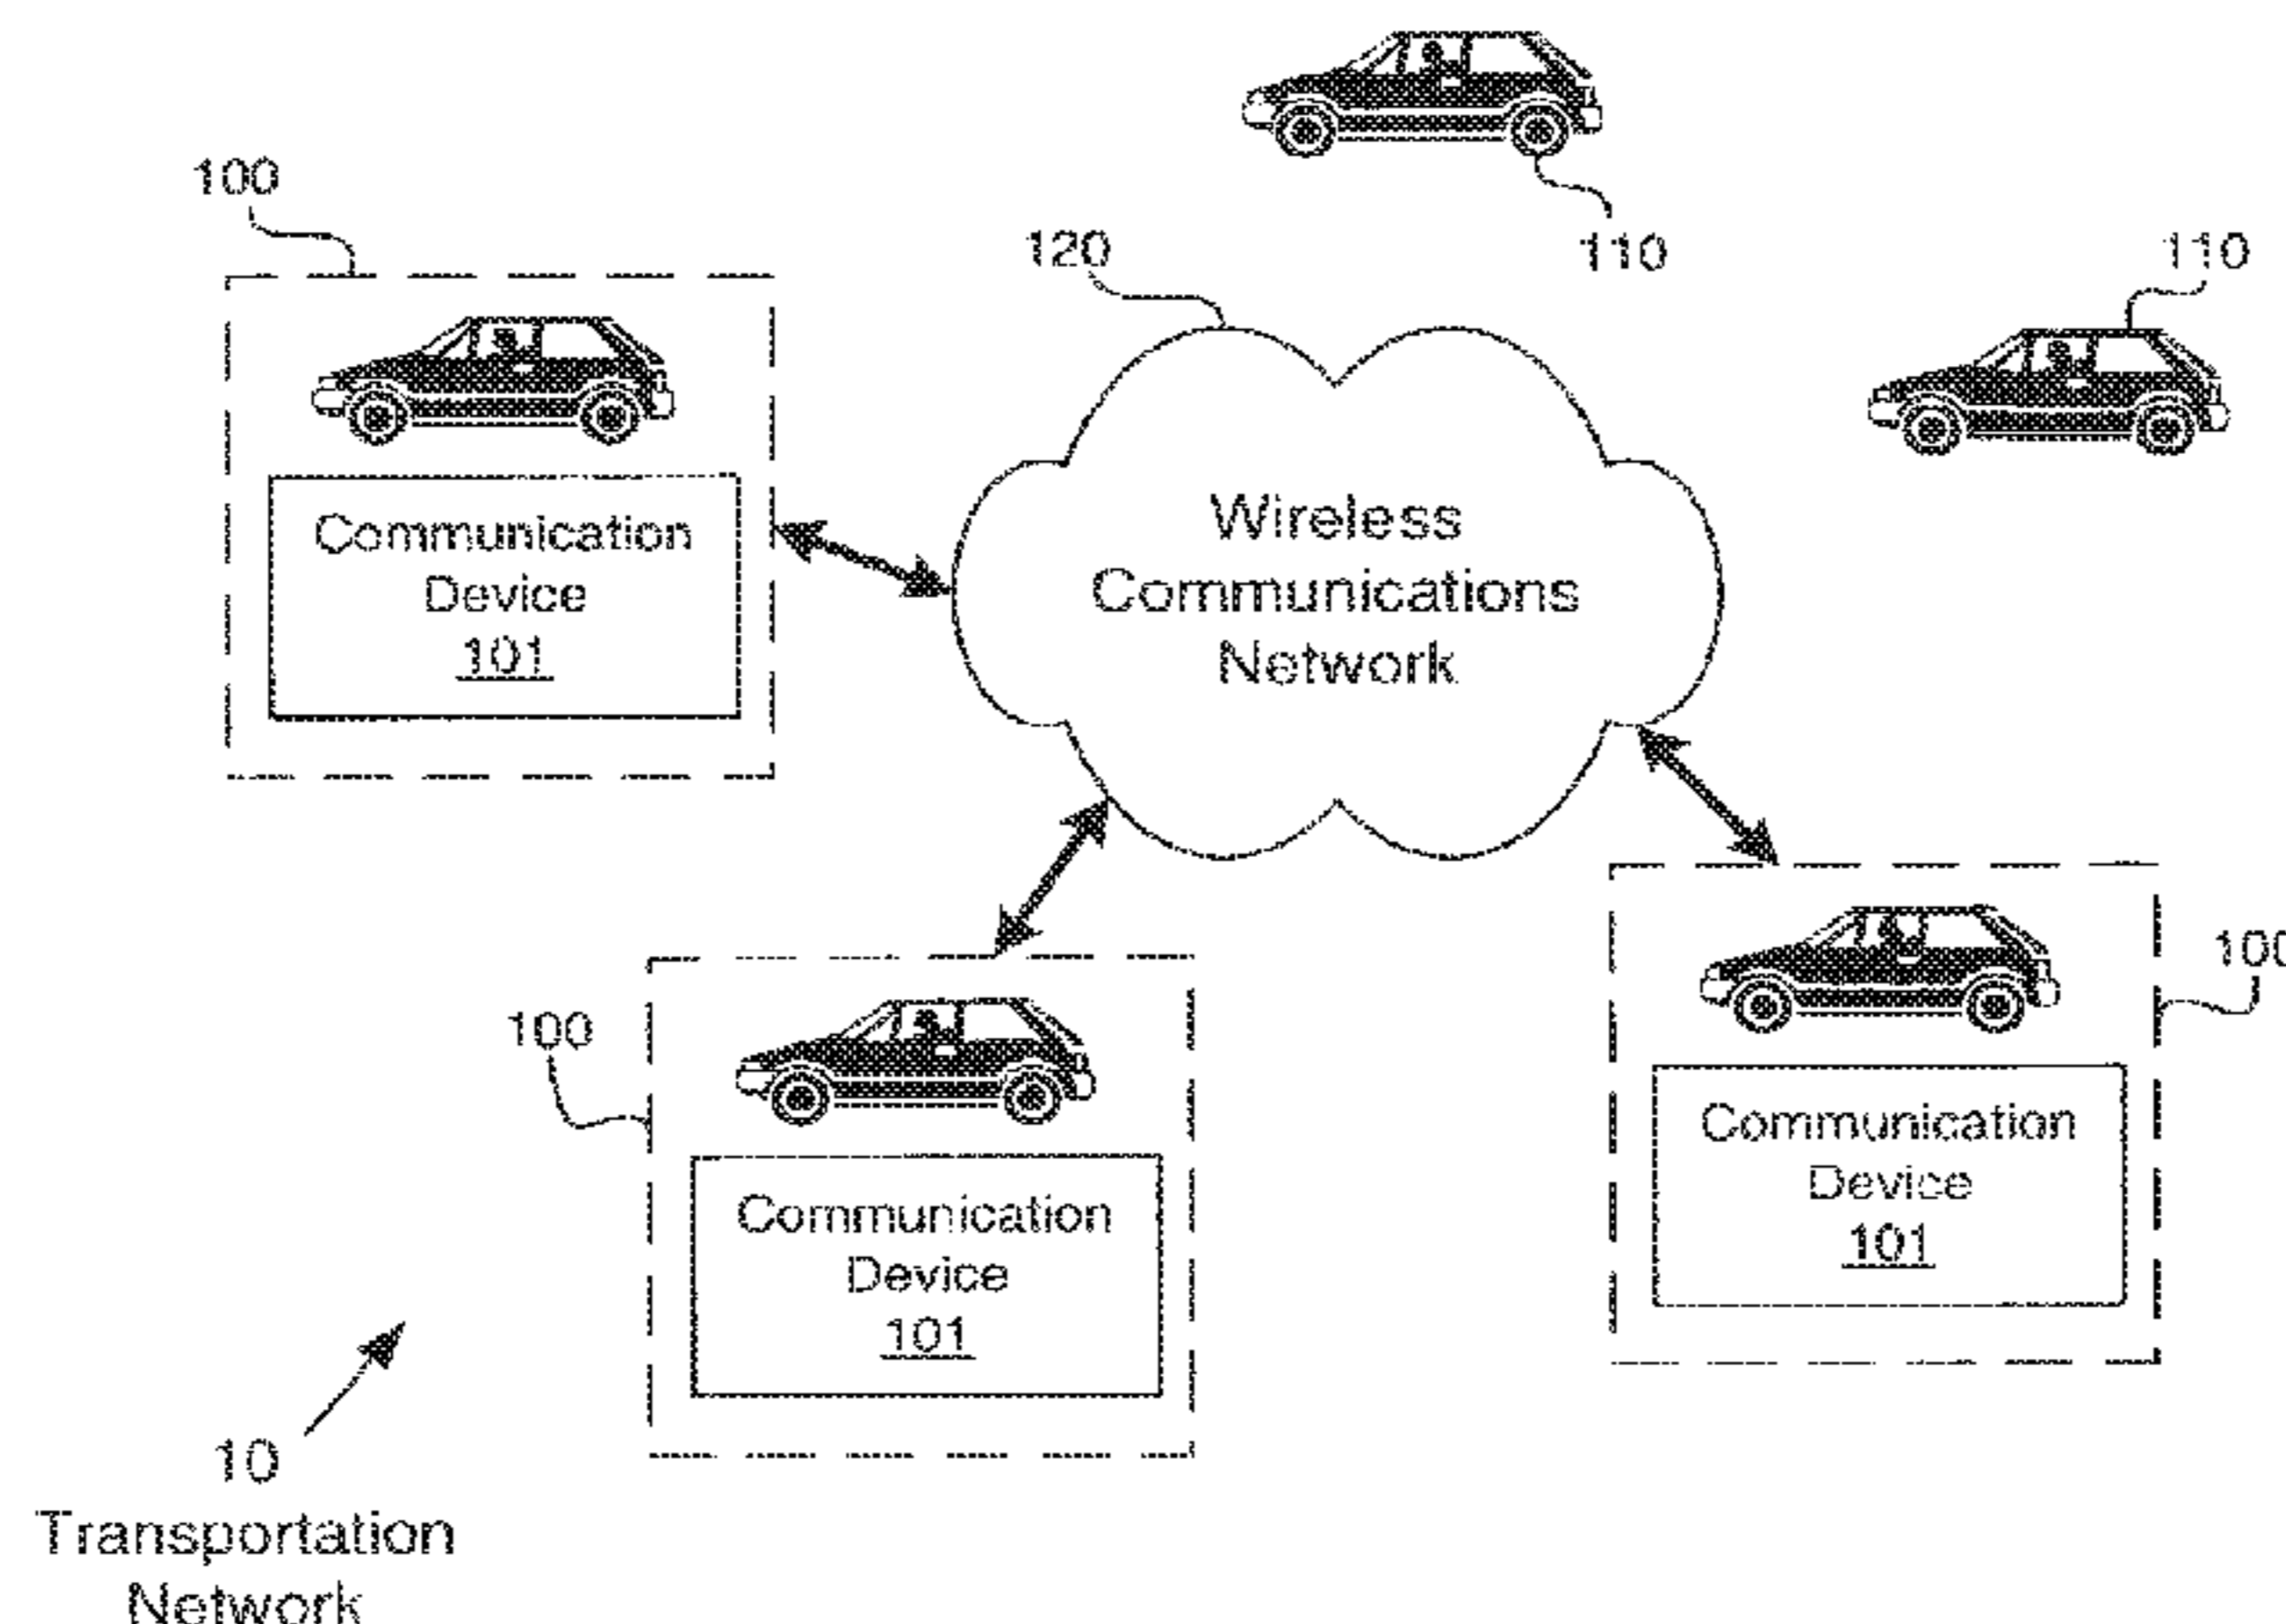 110
100
120
110
Wireless
Communications
Network
Communication
Device
101
100
100
Communication
Device
101
Communication
Device
101
10
Transportation
Network